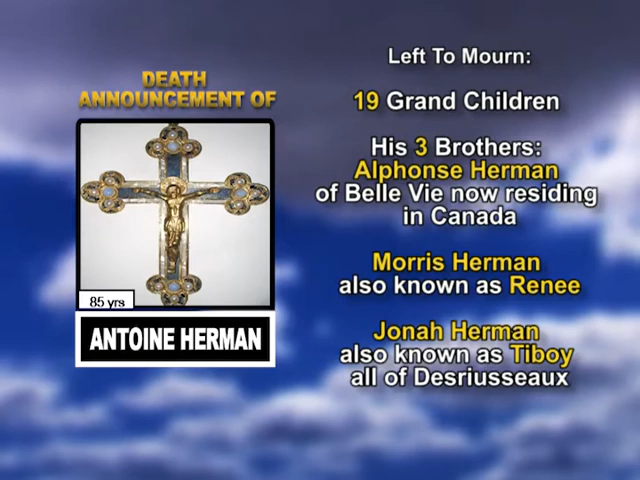 DEATH
ANNOUNCEMENT OF
85 yrs
ANTOINE HERMAN
Left To Mourn:
19 Grand Children
His 3 Brothers:
Alphonse Herman
of Belle Vie now residing
in Canada
Morris Herman
also known as Renee
Jonah Herman
also known as Tiboy
all of Desriusseaux